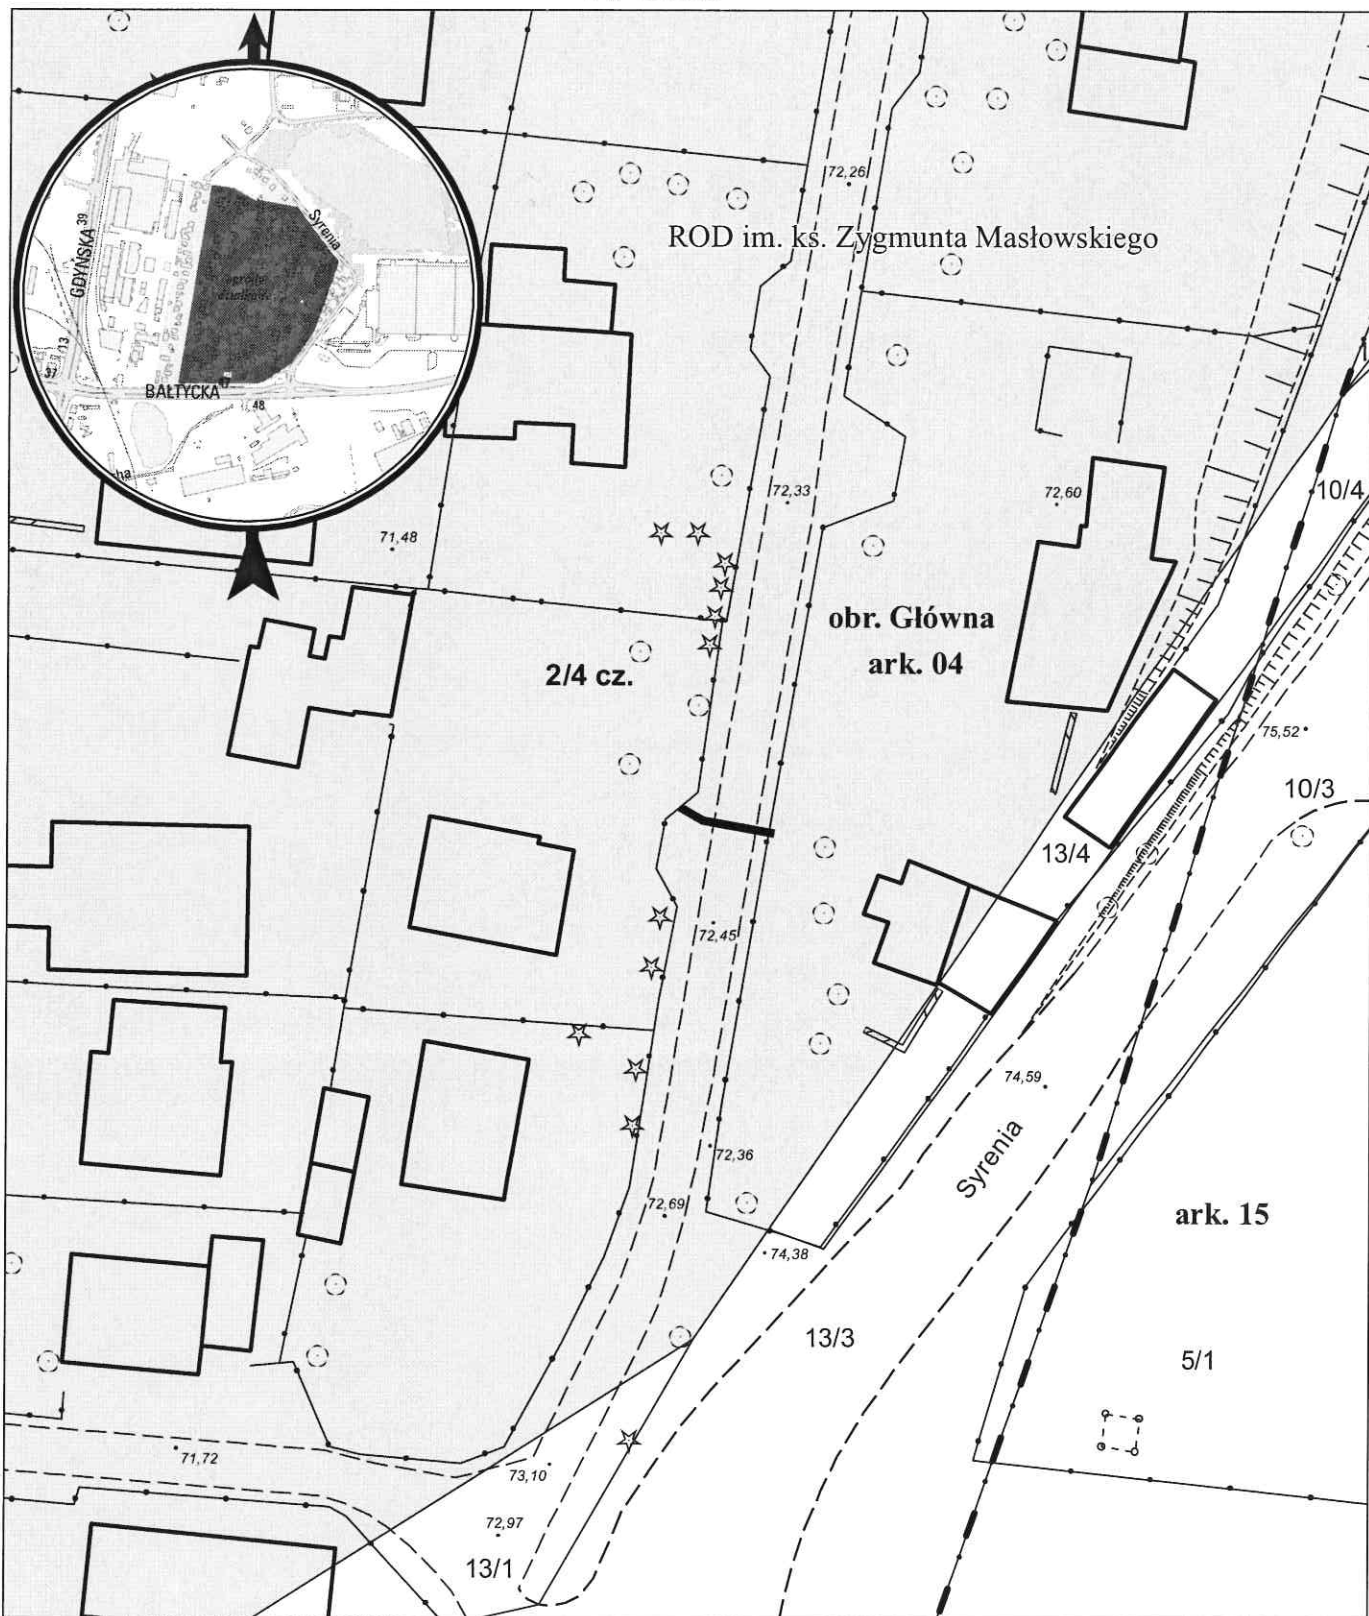 72,26
ROD im. ks. Zygmunta Masłowskiego
Syrenia
GDYŃSKA 39
13
37
BAŁTYCKA
48
ha
72,33
72,60
10/4
71,48
obr. Główna
ark. 04
2/4 cz.
75,52
10/3
13/4
72,45
74,59
Syrenia
72,36
72,69
ark. 15
74,38
13/3
5/1
71,72
73,10
72,97
13/1